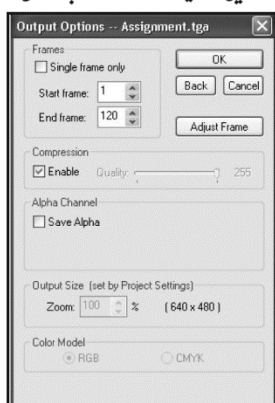 Output Options -- Assignment.tga
Frames
Single frame only
Start frame: 1
End frame: 120
OK
Back Cancel
Adjust Frame
Compression
Enable Quality: 255
Alpha Channel
Save Alpha
Output Size (set by Project Settings)
Zoom: 100 % (640 x 480)
Color Model
RGB CMYK